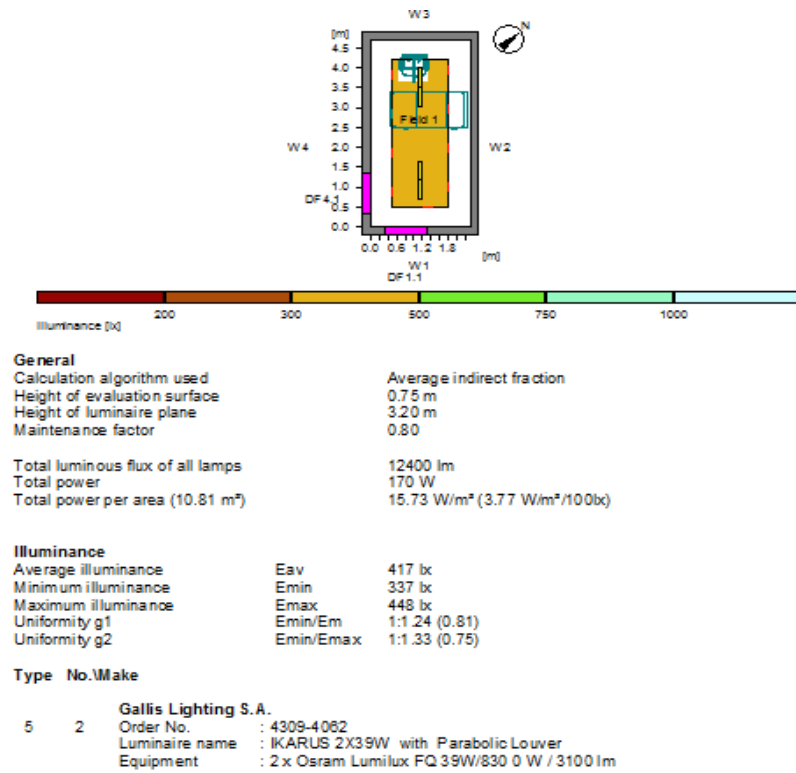 W3
N
[m]
4.5
4.0
3.5
3.0
Field 1
2.5
W4
W2
2.0
1.5
1.0
DF4.1
0.5
0.0
0.0 0.6 1.2 1.8
[m]
W1
DF1.1
200 300 500 750 1000
Illuminance [lx]
General
Calculation algorithm used Average indirect fraction
Height of evaluation surface 0.75 m
Height of luminaire plane 3.20 m
Maintenance factor 0.80
Total luminous flux of all lamps 12400 lm
Total power 170 W
Total power per area (10.81 m²) 15.73 W/m² (3.77 W/m²/100lx)
Illuminance
Average illuminance Eav 417 lx
Minimum illuminance Emin 337 lx
Maximum illuminance Emax 448 lx
Uniformity g1 Emin/Em 1:1.24 (0.81)
Uniformity g2 Emin/Emax 1:1.33 (0.75)
Type No.\Make
Gallis Lighting S.A.
5 2 Order No. : 4309-4062
Luminaire name : IKARUS 2X39W with Parabolic Louver
Equipment : 2 x Osram Lumilux FQ 39W/830 0 W / 3100 lm